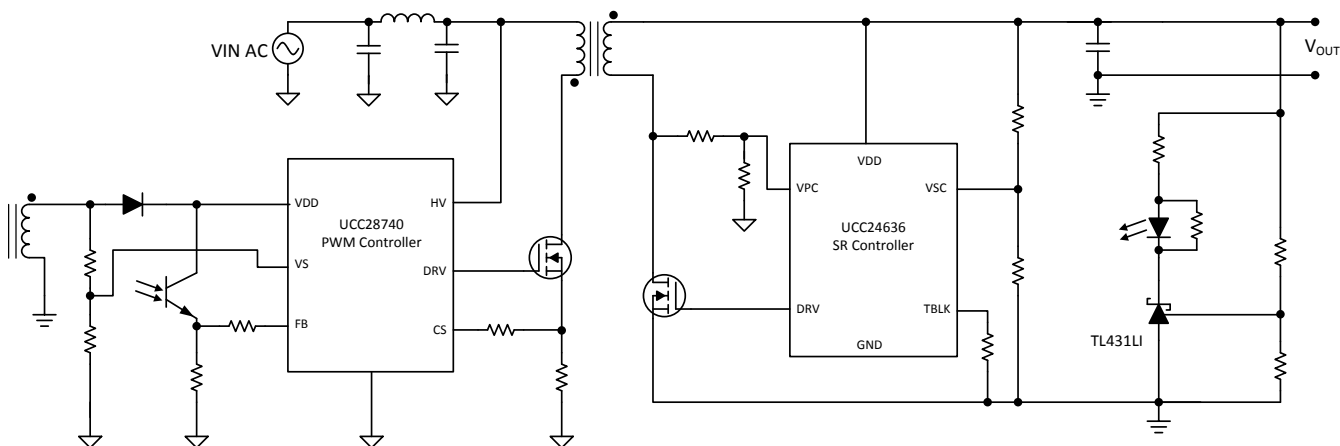 VIN AC
VOUT
VDD
HV
UCC28740
PWM Controller
VS
DRV
FB
CS
VDD
VPC
VSC
UCC24636
SR Controller
DRV
TBLK
GND
TL431LI